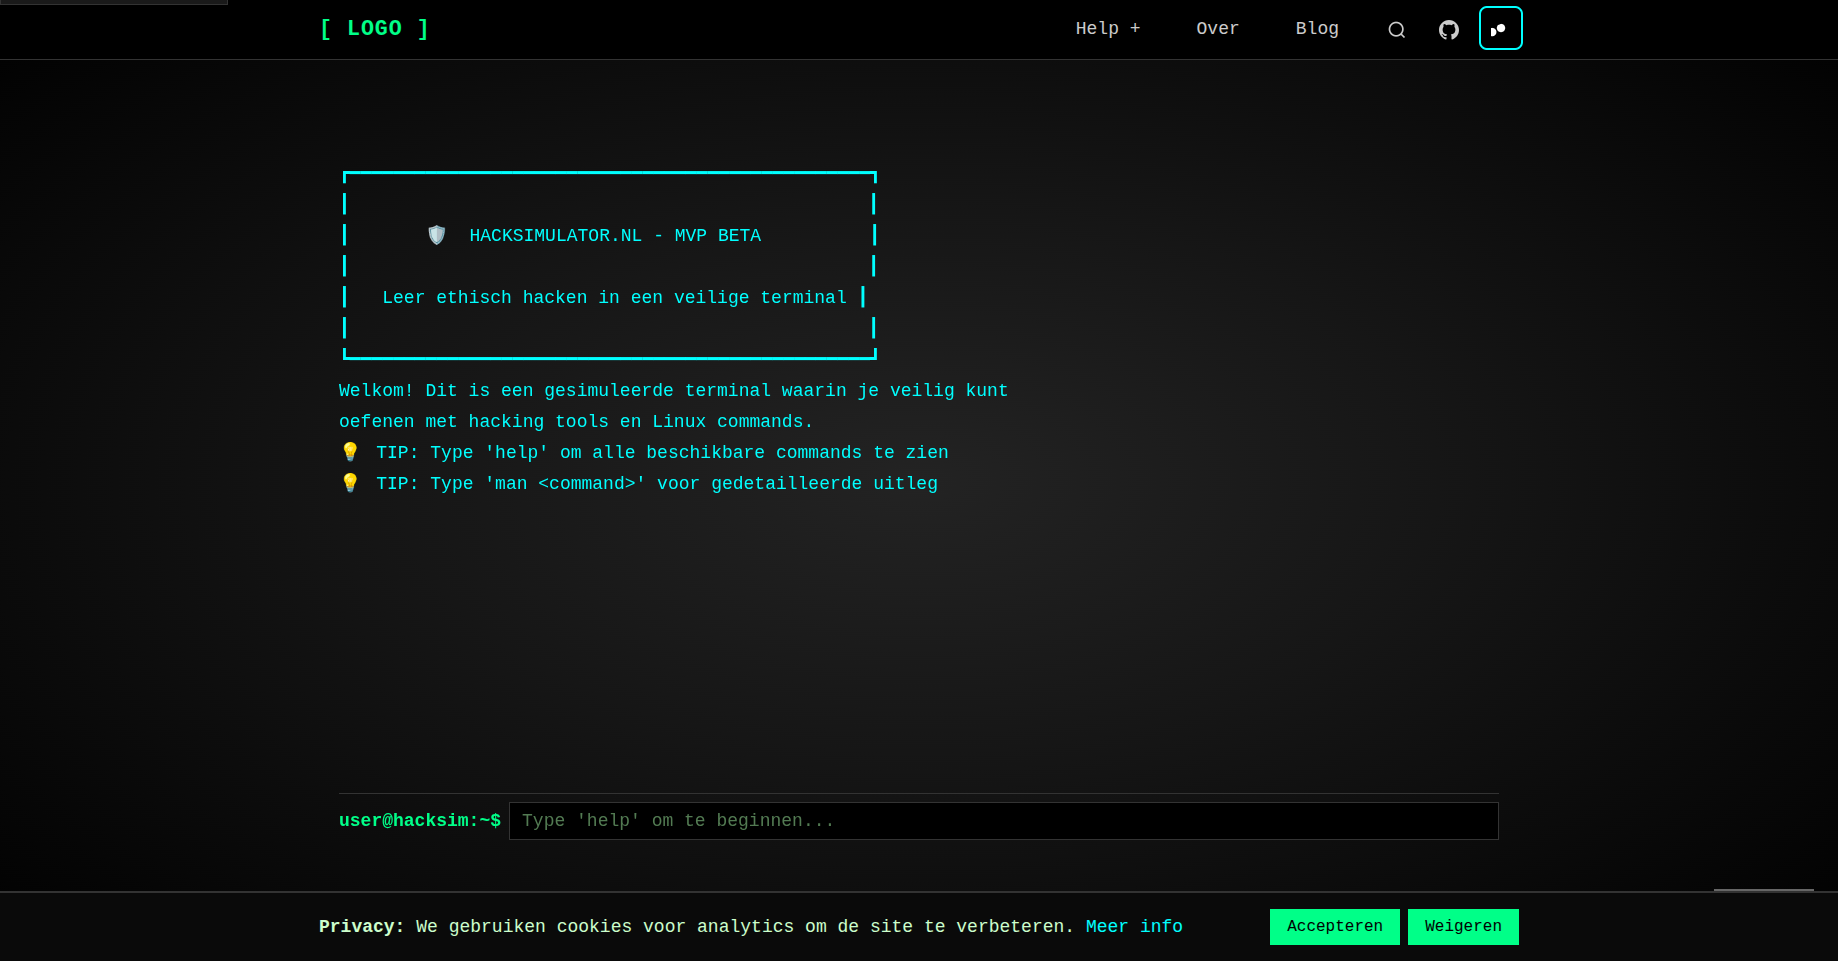 [ LOGO ]
Help + Over Blog
HACKSIMULATOR.NL - MVP BETA
Leer ethisch hacken in een veilige terminal
Welkom! Dit is een gesimuleerde terminal waarin je veilig kunt
oefenen met hacking tools en Linux commands.
TIP: Type 'help' om alle beschikbare commands te zien
TIP: Type 'man <command>' voor gedetailleerde uitleg
user@hacksim:~$ Type 'help' om te beginnen...
Privacy: We gebruiken cookies voor analytics om de site te verbeteren. Meer info Accepteren Weigeren